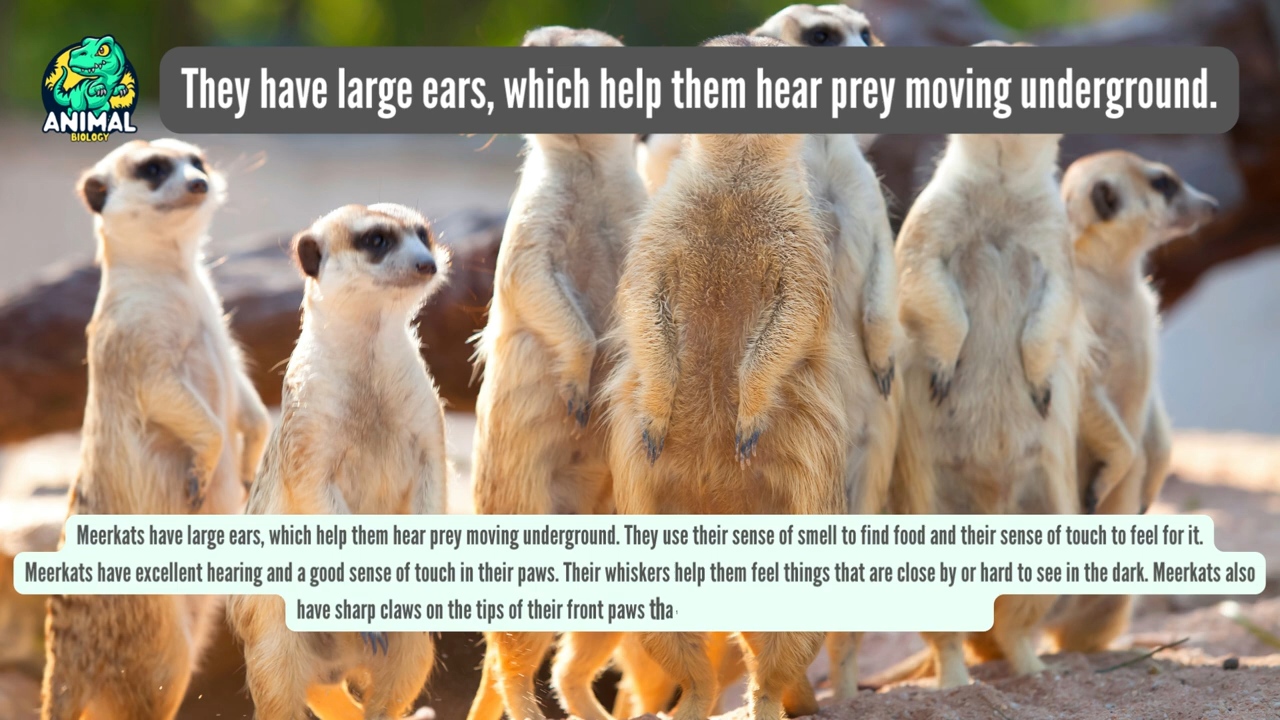 ANIMAL
BIOLOGY
They have large ears, which help them hear prey moving underground.
Meerkats have large ears, which help them hear prey moving underground. They use their sense of smell to find food and their sense of touch to feel for it.
Meerkats have excellent hearing and a good sense of touch in their paws. Their whiskers help them feel things that are close by or hard to see in the dark. Meerkats also
have sharp claws on the tips of their front paws tha